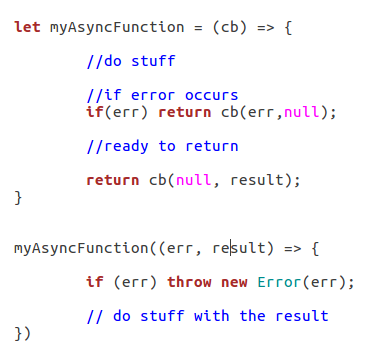 let myAsyncFunction = (cb) => {
//do stuff
//if error occurs
if(err) return cb(err,null);
//ready to return
return cb(null, result);
}
myAsyncFunction((err, result) => {
if (err) throw new Error(err);
// do stuff with the result
})